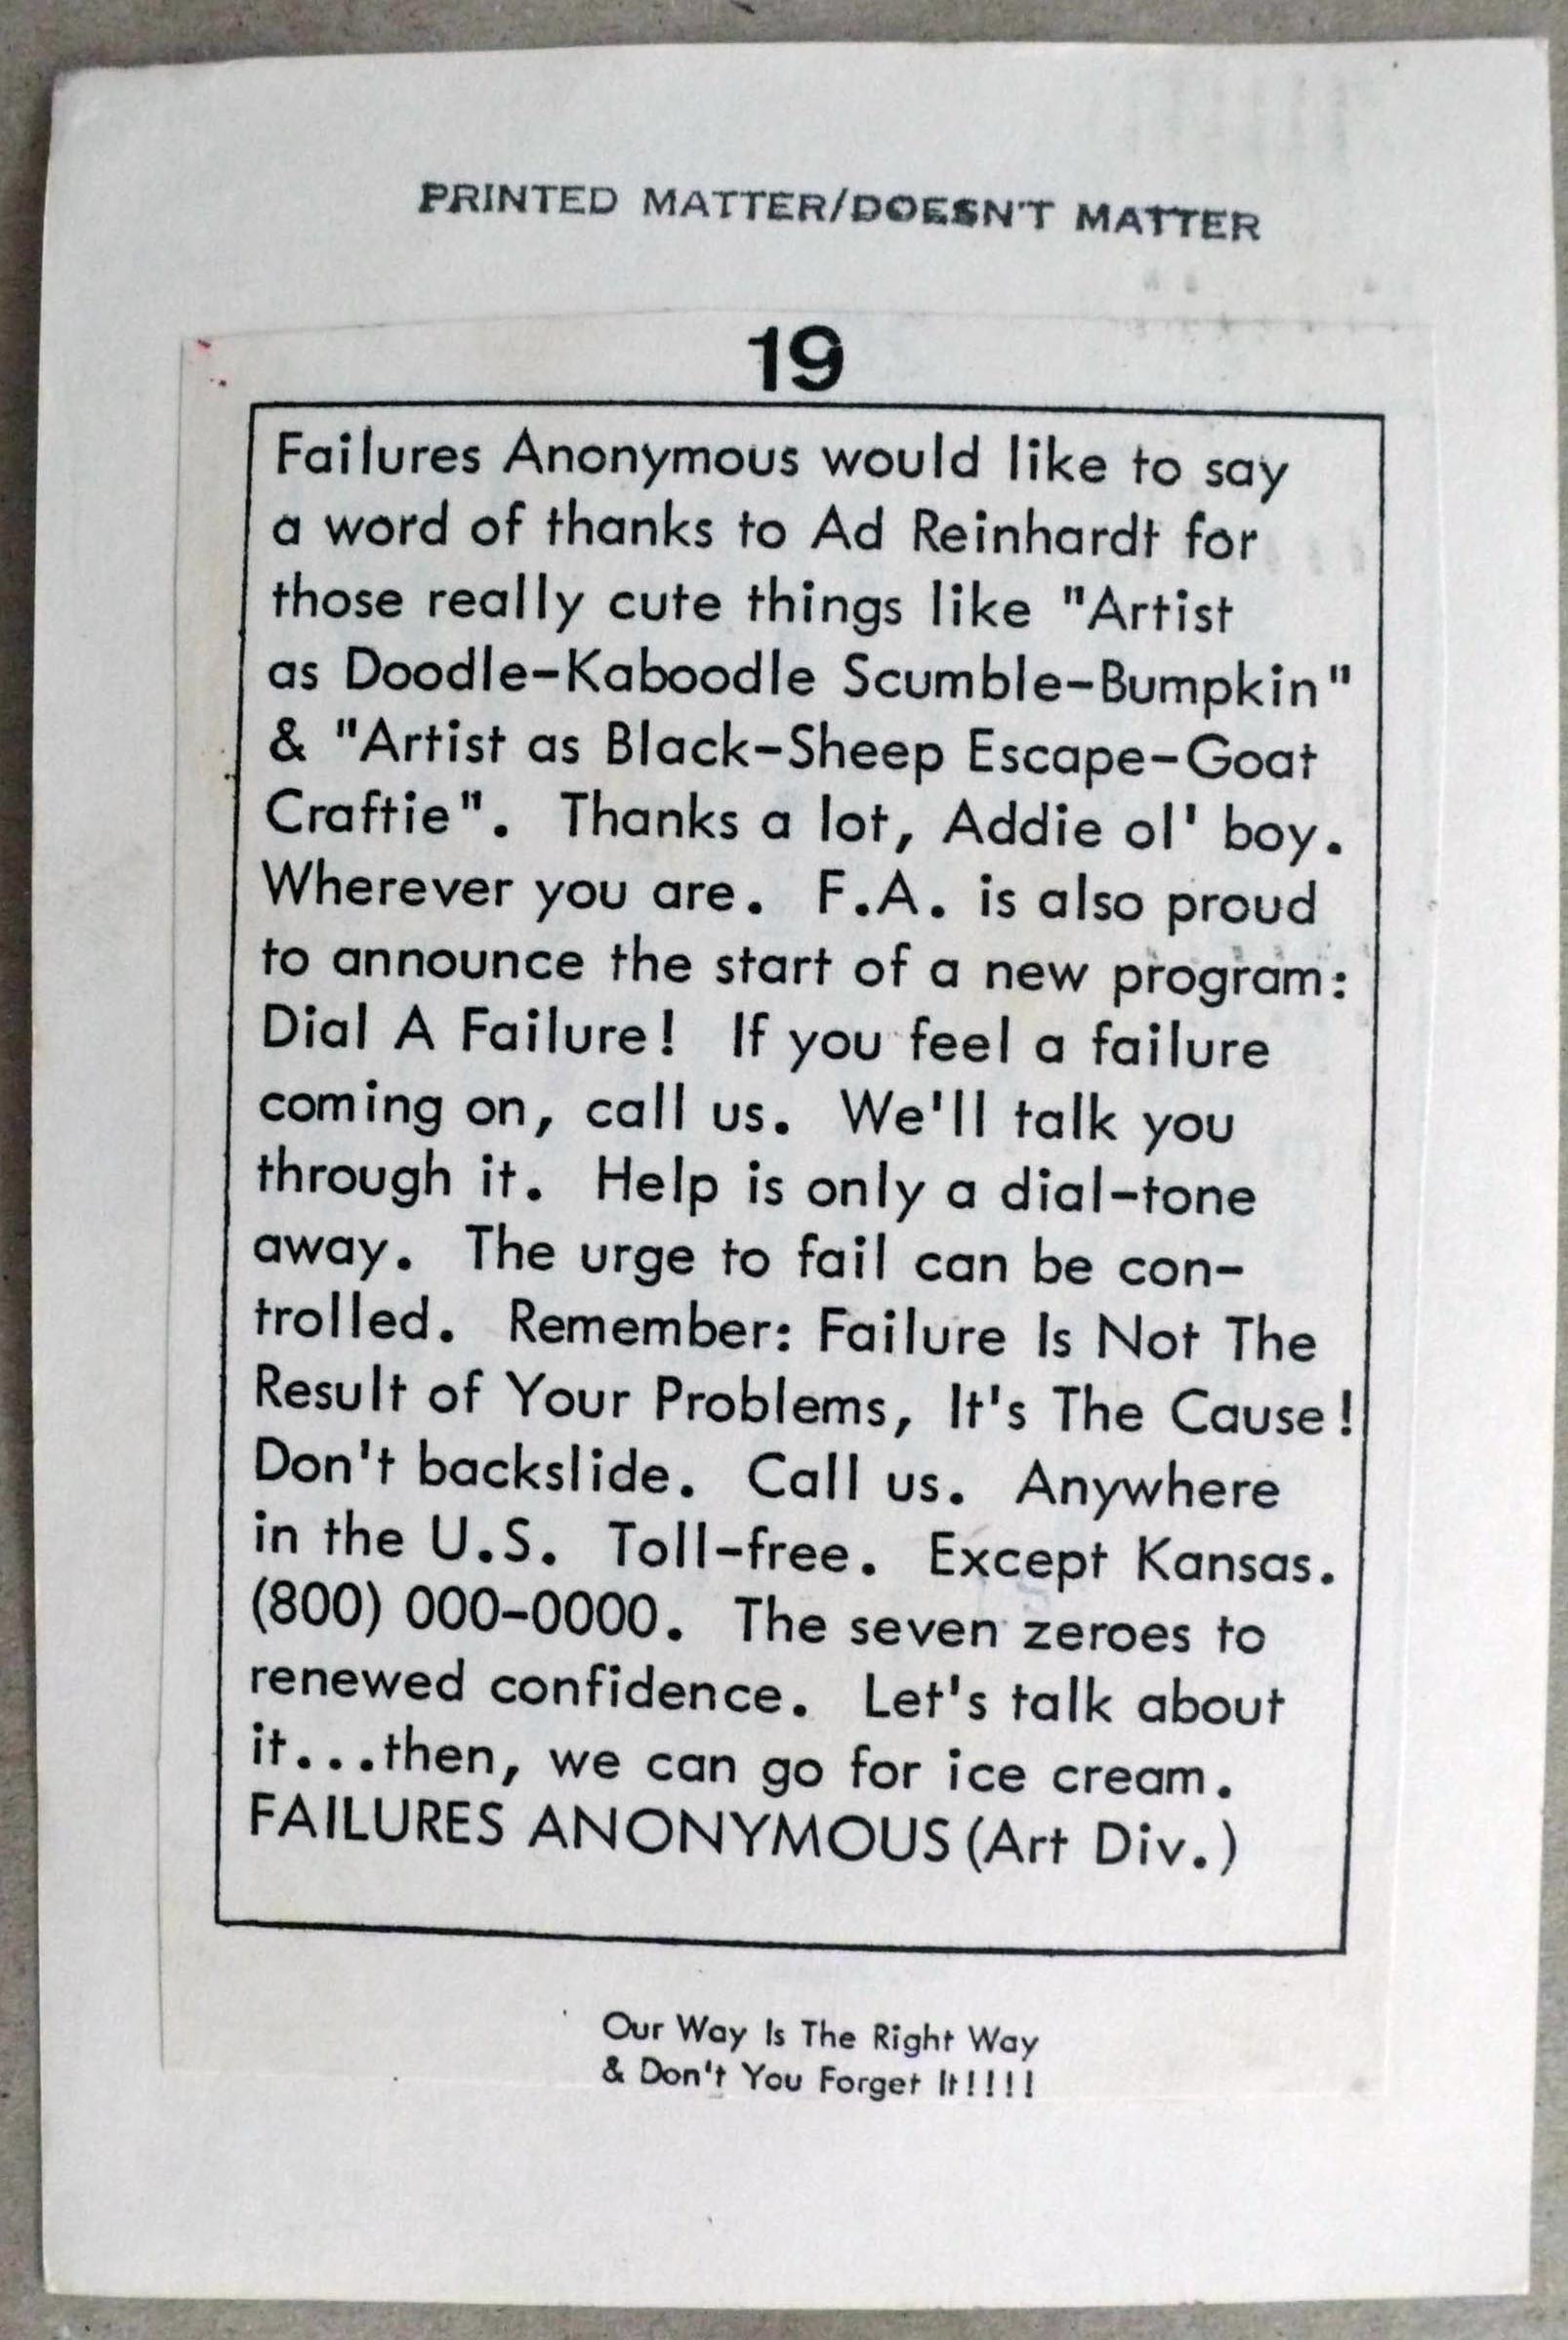 PRINTED MATTER/DOESN'T MATTER
19
Failures Anonymous would like to say
a word of thanks to Ad Reinhardt for
those really cute things like "Artist
as Doodle-Kaboodle Scumble-Bumpkin"
& "Artist as Black-Sheep Escape-Goat
Craftie". Thanks a lot, Addie ol' boy.
Wherever you are. F.A. is also proud
to announce the start of a new program:
Dial A Failure! If you feel a failure
coming on, call us. We'll talk you
through it. Help is only a dial-tone
away. The urge to fail can be con-
trolled. Remember: Failure Is Not The
Result of Your Problems, It's The Cause!
Don't backslide. Call us. Anywhere
in the U.S. Toll-free. Except Kansas.
(800) 000-0000. The seven zeroes to
renewed confidence. Let's talk about
it...then, we can go for ice cream.
FAILURES ANONYMOUS (Art Div.)
Our Way Is The Right Way
& Don't You Forget It!!!!